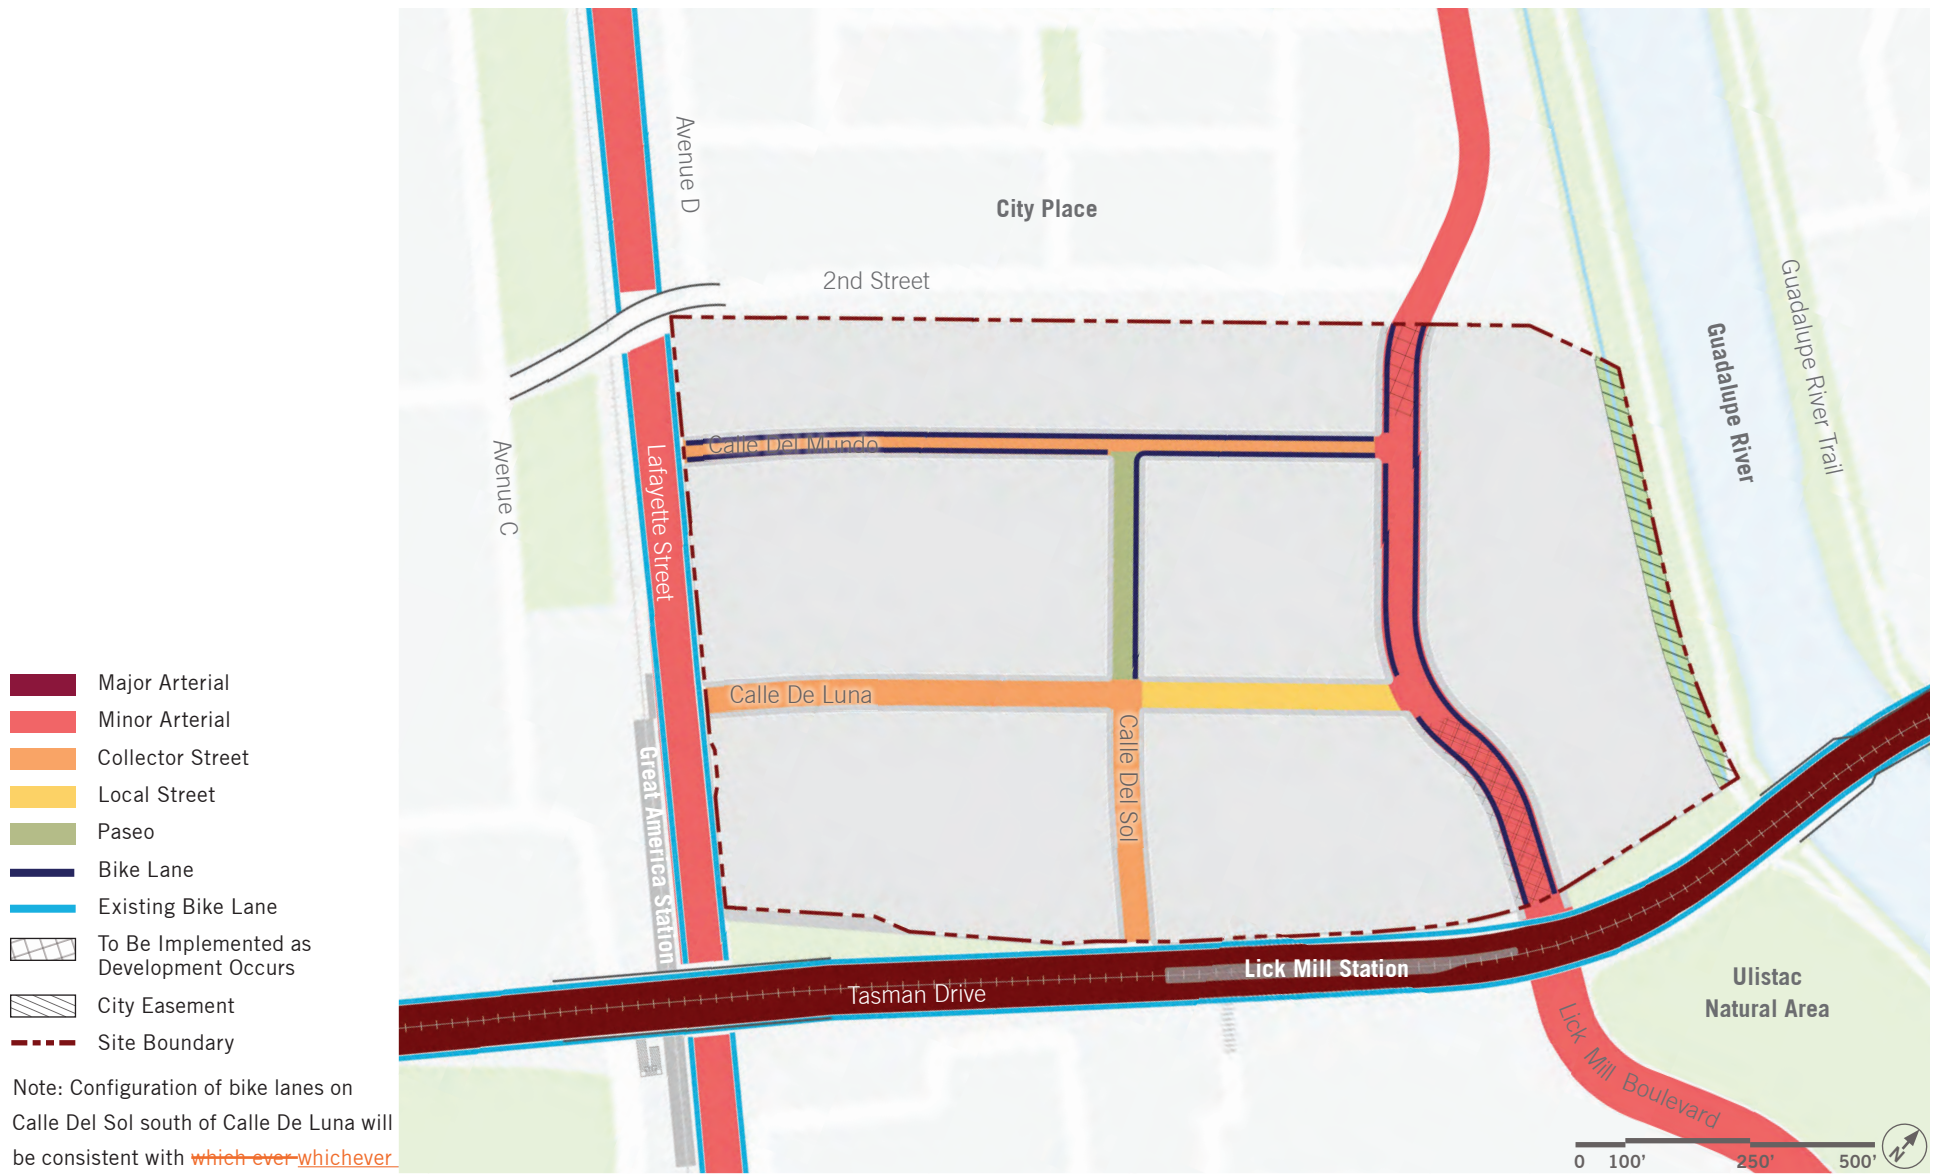 Avenue D
City Place
2nd Street
Guadalupe River Trail
Guadalupe River
Avenue C
Lafayette Street
Calle Del Mundo
Calle De Luna
Calle Del Sol
Great America Station
Lick Mill Station
Tasman Drive
Ulistac
Natural Area
Lick Mill Boulevard
0 100' 250' 500'
N
Major Arterial
Minor Arterial
Collector Street
Local Street
Paseo
Bike Lane
Existing Bike Lane
To Be Implemented as
Development Occurs
City Easement
Site Boundary
Note: Configuration of bike lanes on
Calle Del Sol south of Calle De Luna will
be consistent with which ever whichever